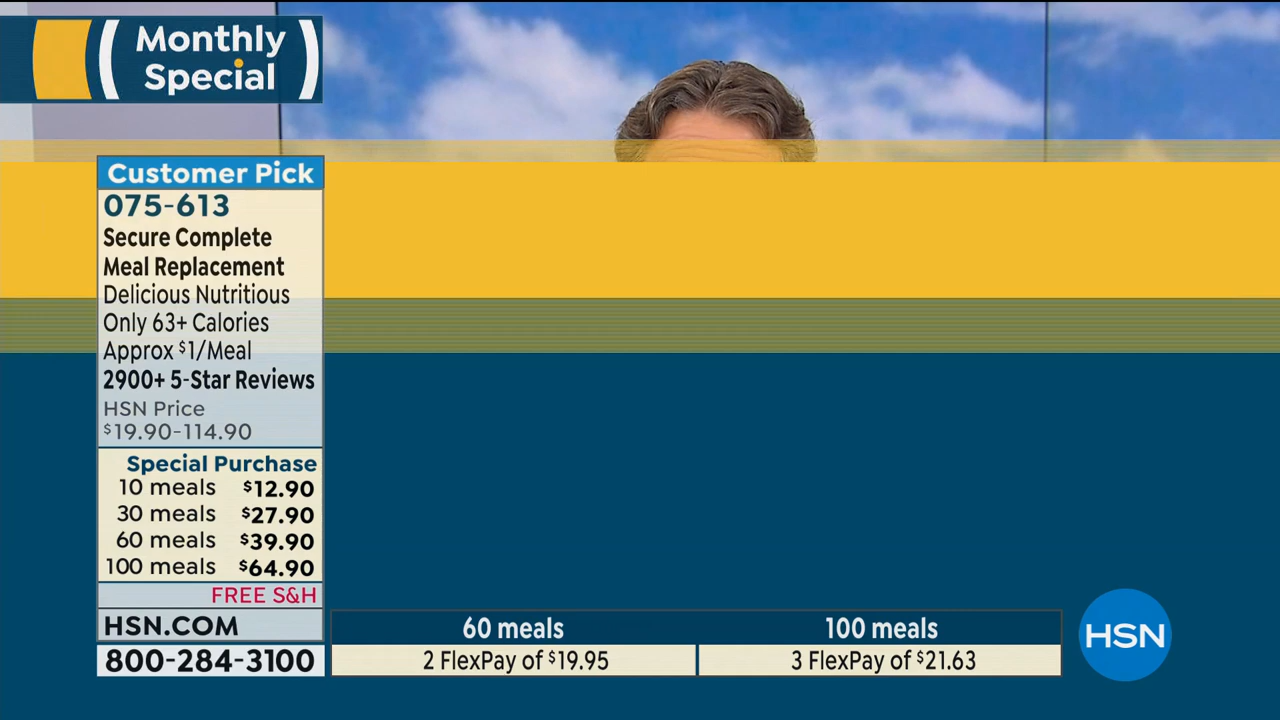 Monthly
Special
Customer Pick
075-613
Secure Complete
Meal Replacement
Delicious Nutritious
Only 63+ Calories
Approx $1/Meal
2900+ 5-Star Reviews
HSN Price
$19.90-114.90
Special Purchase
10 meals $12.90
30 meals $27.90
60 meals $39.90
100 meals $64.90
FREE S&H
HSN.COM
800-284-3100
60 meals 100 meals
2 FlexPay of $19.95 3 FlexPay of $21.63
HSN